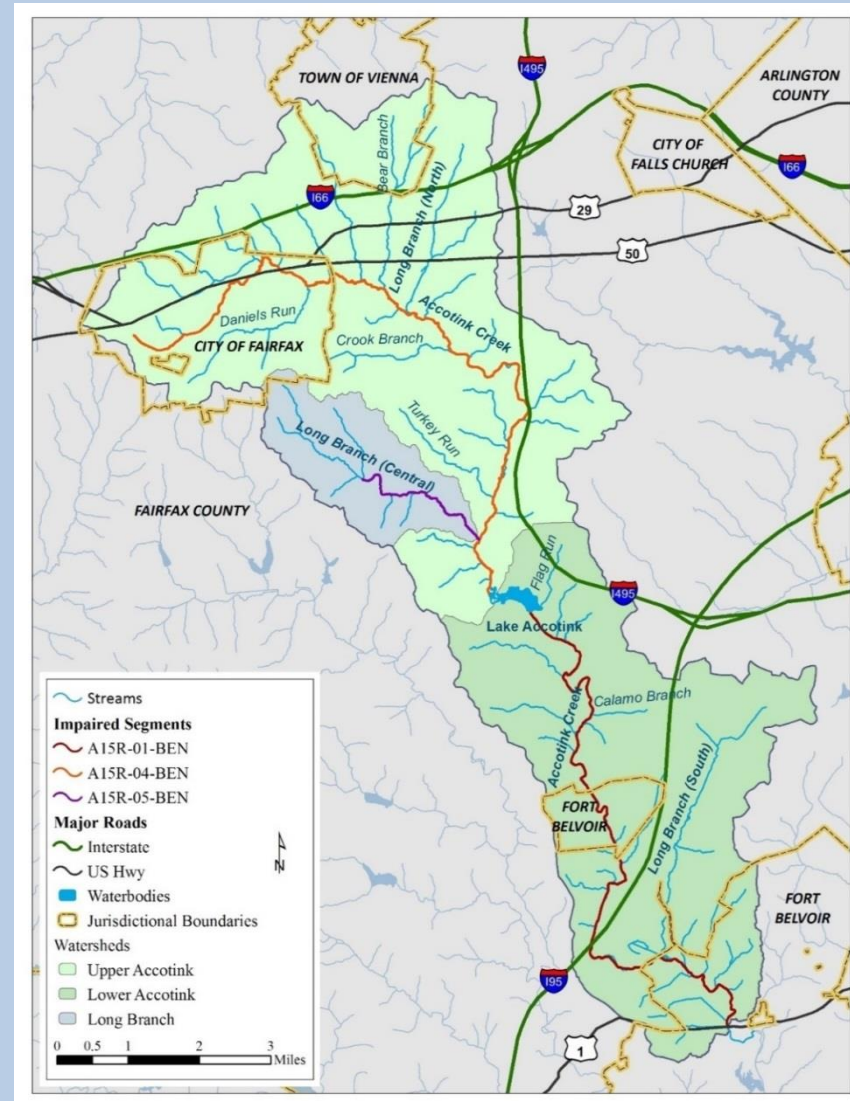 TOWN OF VIENNA
I495
ARLINGTON
COUNTY
CITY OF
FALLS CHURCH
I66
Bear Branch
I66
Long Branch (North)
29
50
Accotink Creek
Daniels Run
CITY OF FAIRFAX
Crook Branch
Turkey Run
Long Branch (Central)
FAIRFAX COUNTY
Flag Run
I495
Lake Accotink
Calamo Branch
Accotink Creek
Long Branch (South)
FORT
BELVOIR
FORT
BELVOIR
I95
1
Streams
Impaired Segments
A15R-01-BEN
A15R-04-BEN
A15R-05-BEN
Major Roads
Interstate
US Hwy
N
Waterbodies
Jurisdictional Boundaries
Watersheds
Upper Accotink
Lower Accotink
Long Branch
0 0.5 1 2 3
Miles